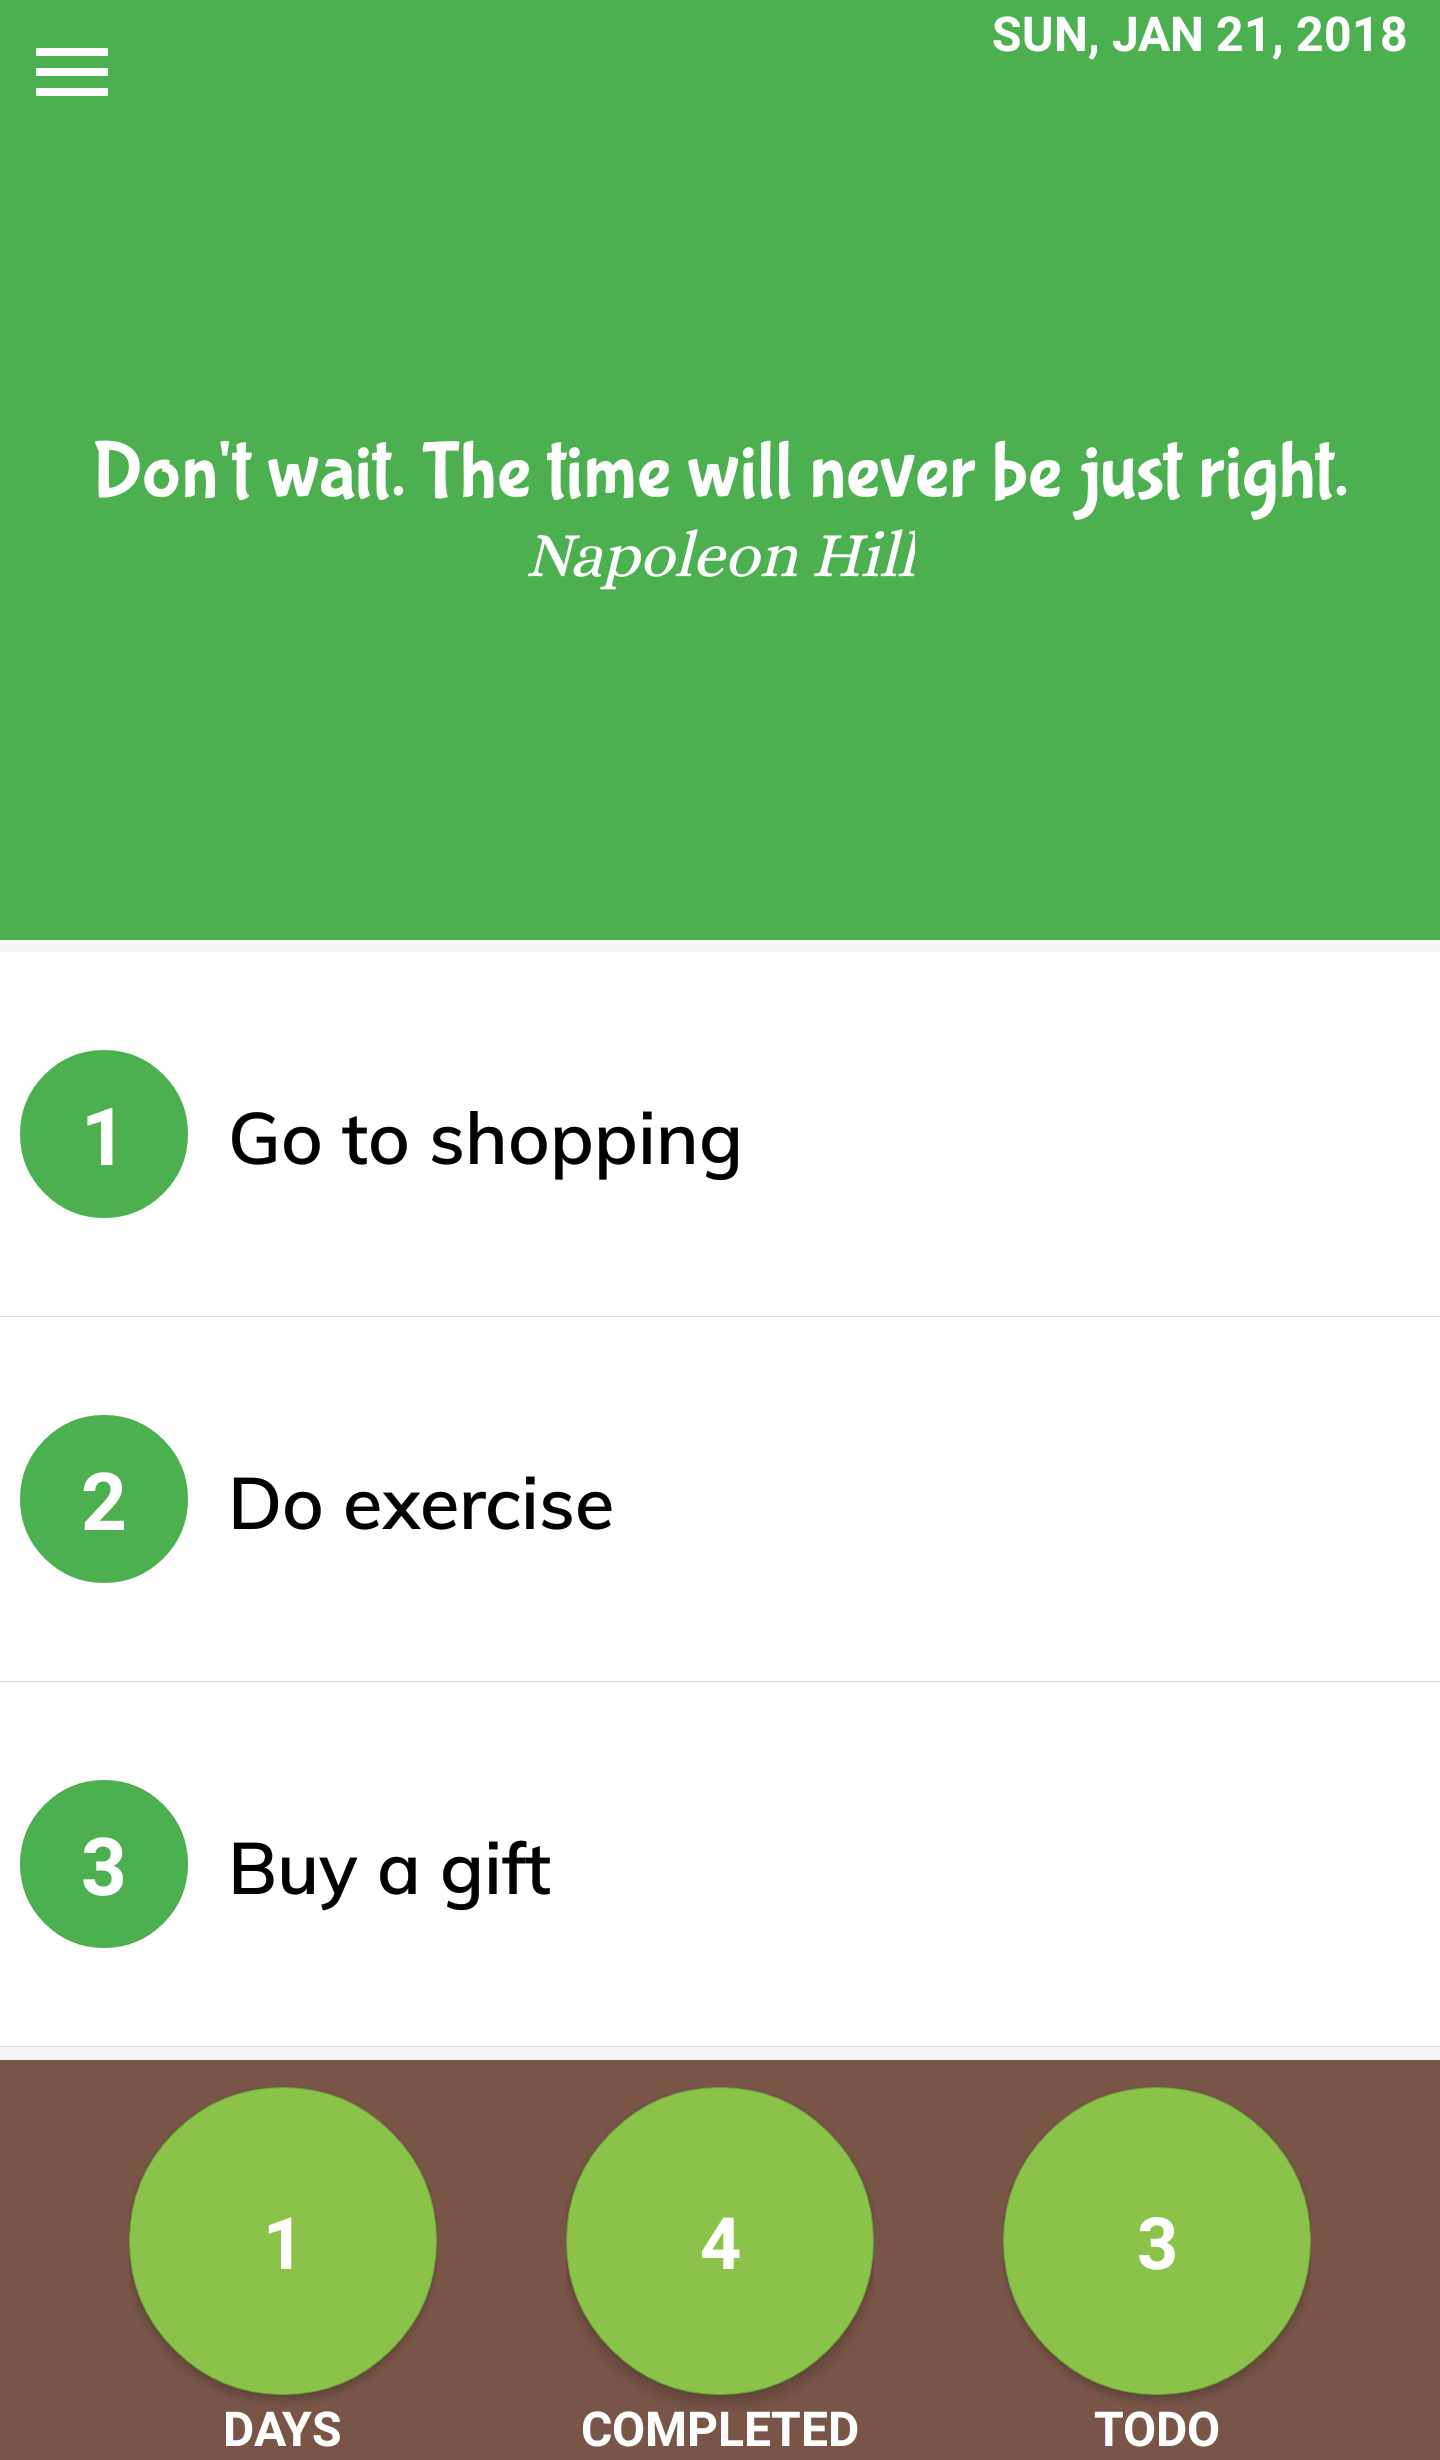 SUN, JAN 21, 2018
Don't wait. The time will never be just right.
Napoleon Hill
1 Go to shopping
2 Do exercise
3 Buy a gift
1 4 3
DAYS COMPLETED TODO